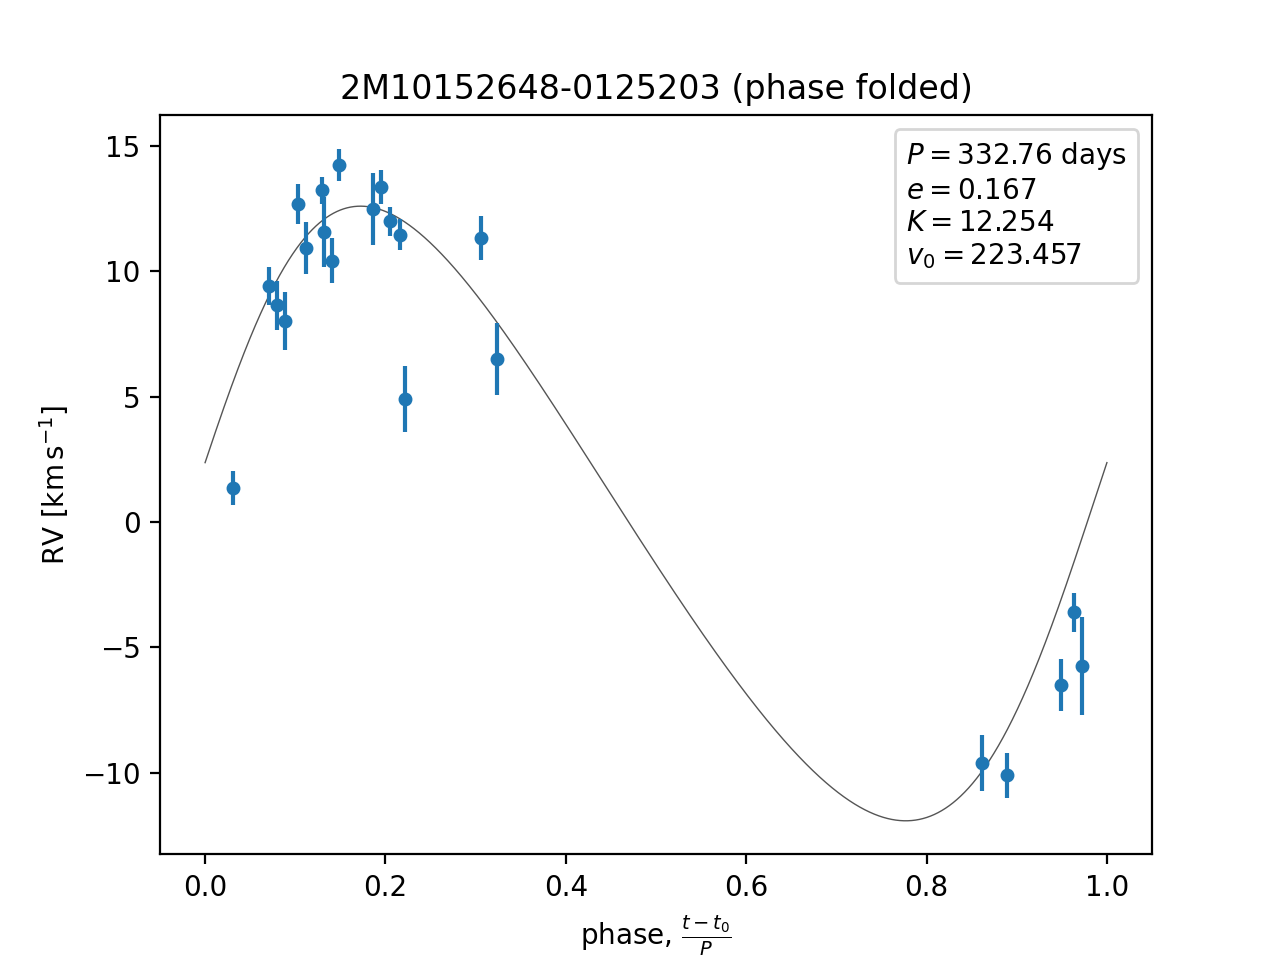 2M10152648-0125203 (phase folded)
P = 332.76 days
e = 0.167
K = 12.254
v₀ = 223.457
15
10
5
0
−5
−10
RV [km s⁻¹]
0.0 0.2 0.4 0.6 0.8 1.0
phase, (t − t₀)/P